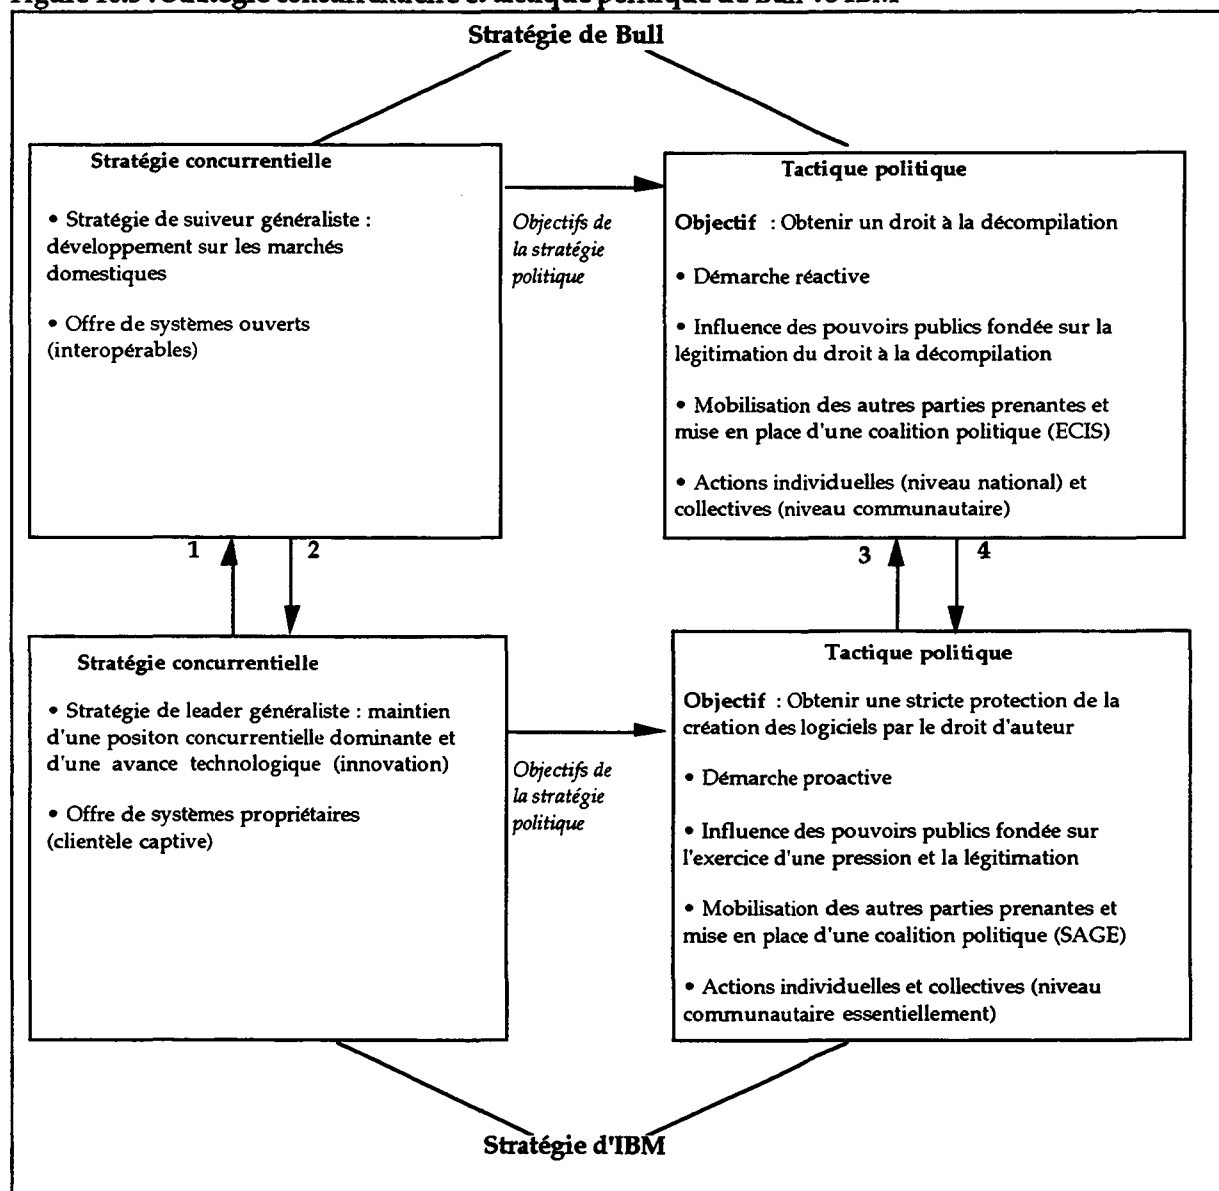 Stratégie de Bull
Stratégie concurrentielle
• Stratégie de suiveur généraliste :
développement sur les marchés
domestiques
• Offre de systèmes ouverts
(interopérables)
Objectifs de
la stratégie
politique
Tactique politique
Objectif : Obtenir un droit à la décompilation
• Démarche réactive
• Influence des pouvoirs publics fondée sur la
légitimation du droit à la décompilation
• Mobilisation des autres parties prenantes et
mise en place d'une coalition politique (ECIS)
• Actions individuelles (niveau national) et
collectives (niveau communautaire)
1 2
3 4
Stratégie concurrentielle
• Stratégie de leader généraliste : maintien
d'une positon concurrentielle dominante et
d'une avance technologique (innovation)
• Offre de systèmes propriétaires
(clientèle captive)
Objectifs de
la stratégie
politique
Tactique politique
Objectif : Obtenir une stricte protection de la
création des logiciels par le droit d'auteur
• Démarche proactive
• Influence des pouvoirs publics fondée sur
l'exercice d'une pression et la légitimation
• Mobilisation des autres parties prenantes et
mise en place d'une coalition politique (SAGE)
• Actions individuelles et collectives (niveau
communautaire essentiellement)
Stratégie d'IBM